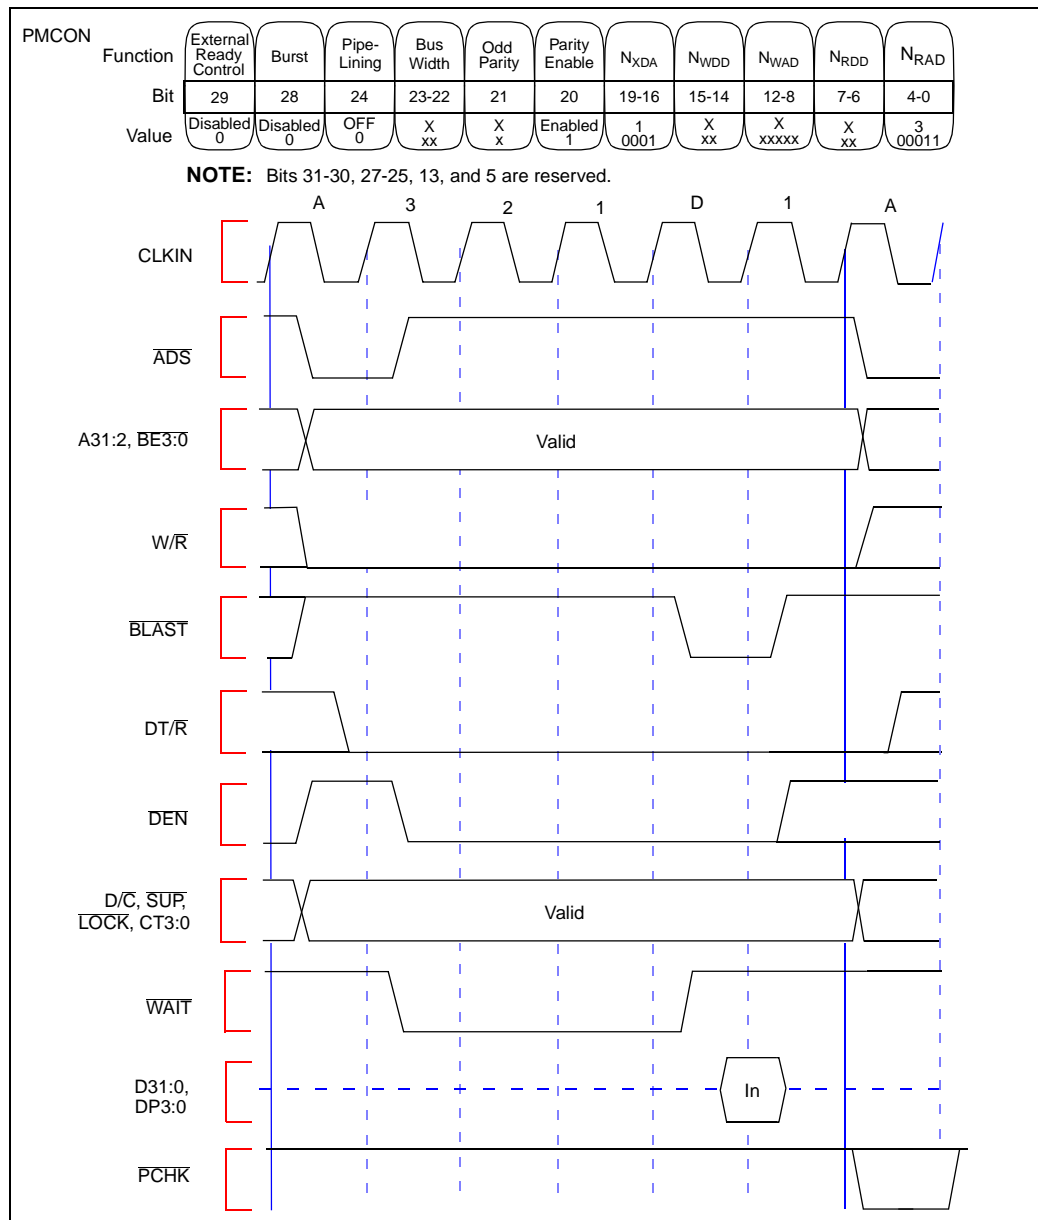 PMCON
Function External Ready Control Burst Pipe-Lining Bus Width Odd Parity Parity Enable NXDA NWDD NWAD NRDD NRAD
Bit 29 28 24 23-22 21 20 19-16 15-14 12-8 7-6 4-0
Value Disabled 0 Disabled 0 OFF 0 X xx X x Enabled 1 1 0001 X xx X xxxxx X xx 3 00011
NOTE: Bits 31-30, 27-25, 13, and 5 are reserved.
A 3 2 1 D 1 A
CLKIN
ADS
A31:2, BE3:0 Valid
W/R
BLAST
DT/R
DEN
D/C, SUP,
LOCK, CT3:0 Valid
WAIT
D31:0,
DP3:0 In
PCHK